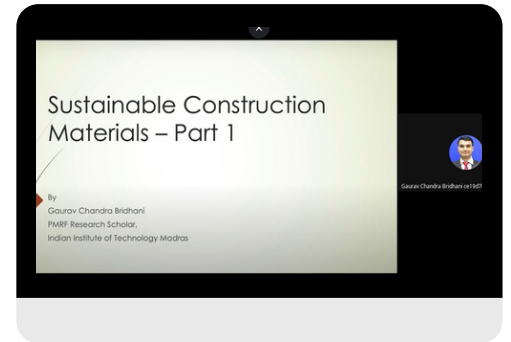 Sustainable Construction
Materials – Part 1
By
Gaurav Chandra Bridhani
PMRF Research Scholar,
Indian Institute of Technology Madras
Gaurav Chandra Bridhani ce19d7